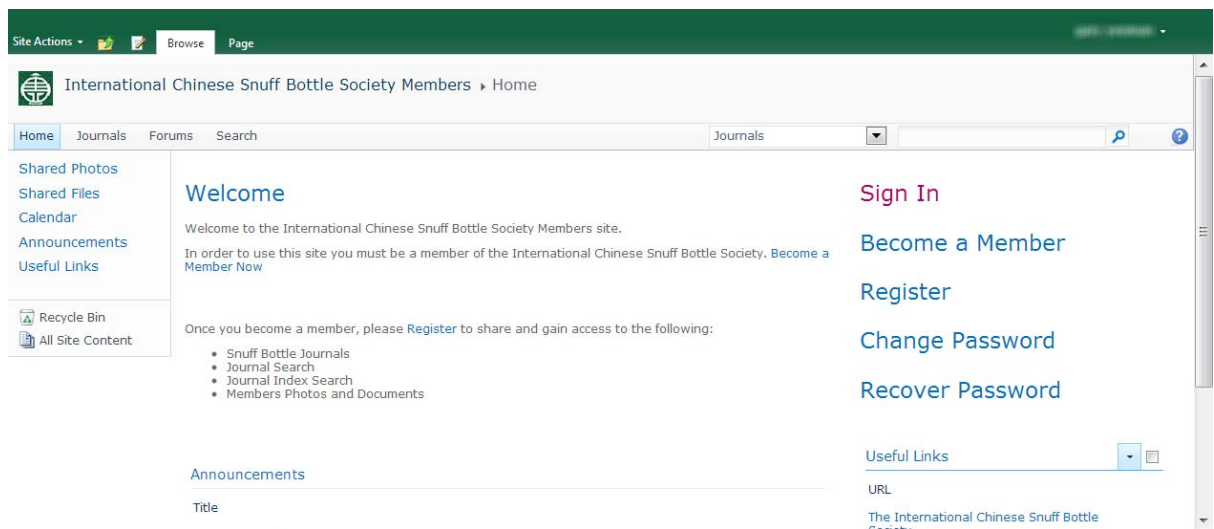 Site Actions Browse Page
International Chinese Snuff Bottle Society Members Home
Home Journals Forums Search Journals
Shared Photos
Shared Files
Calendar
Announcements
Useful Links
Recycle Bin
All Site Content
Welcome
Welcome to the International Chinese Snuff Bottle Society Members site.
In order to use this site you must be a member of the International Chinese Snuff Bottle Society. Become a
Member Now
Once you become a member, please Register to share and gain access to the following:
Snuff Bottle Journals
Journal Search
Journal Index Search
Members Photos and Documents
Announcements
Title
Sign In
Become a Member
Register
Change Password
Recover Password
Useful Links
URL
The International Chinese Snuff Bottle